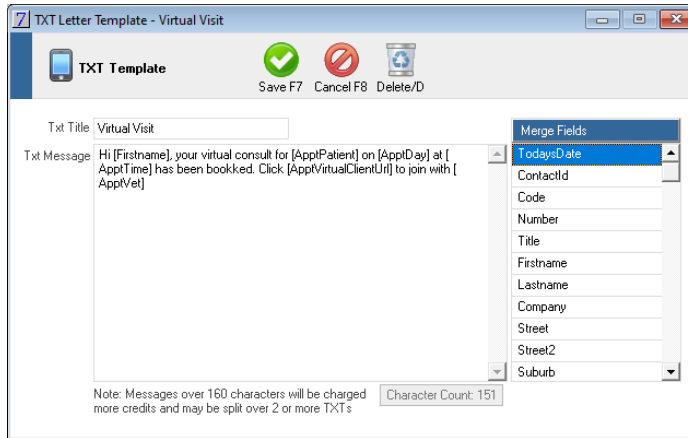 7 TXT Letter Template - Virtual Visit
TXT Template
Save F7 Cancel F8 Delete/D
Txt Title Virtual Visit
Txt Message Hi [Firstname], your virtual consult for [ApptPatient] on [ApptDay] at [
ApptTime] has been bookked. Click [ApptVirtualClientUrl] to join with [
ApptVet]
Merge Fields
TodaysDate
ContactId
Code
Number
Title
Firstname
Lastname
Company
Street
Street2
Suburb
Note: Messages over 160 characters will be charged
more credits and may be split over 2 or more TXTs
Character Count: 151